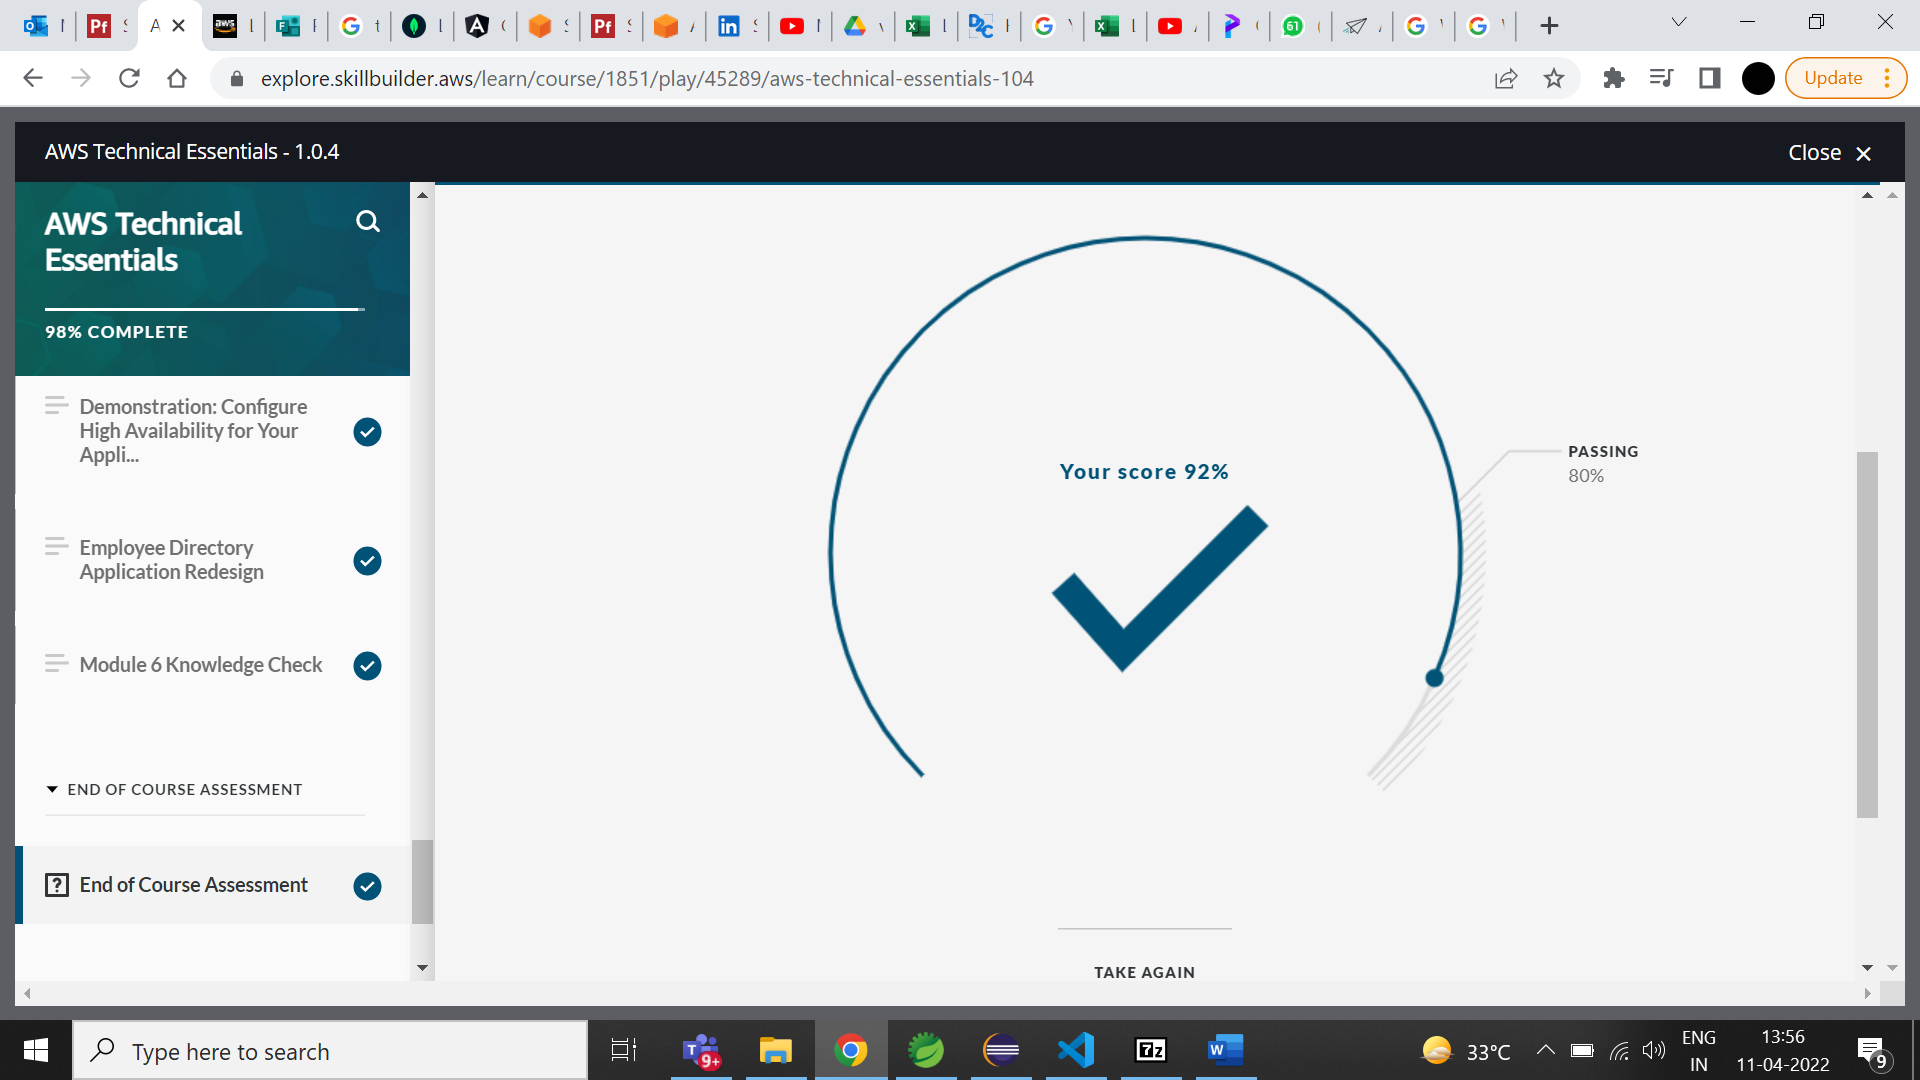 explore.skillbuilder.aws/learn/course/1851/play/45289/aws-technical-essentials-104
Update
AWS Technical Essentials - 1.0.4
Close
AWS Technical
Essentials
98% COMPLETE
Demonstration: Configure
High Availability for Your
Appli...
Employee Directory
Application Redesign
Module 6 Knowledge Check
END OF COURSE ASSESSMENT
End of Course Assessment
Your score 92%
PASSING
80%
TAKE AGAIN
Type here to search
9+
33°C
ENG
IN
13:56
11-04-2022
9